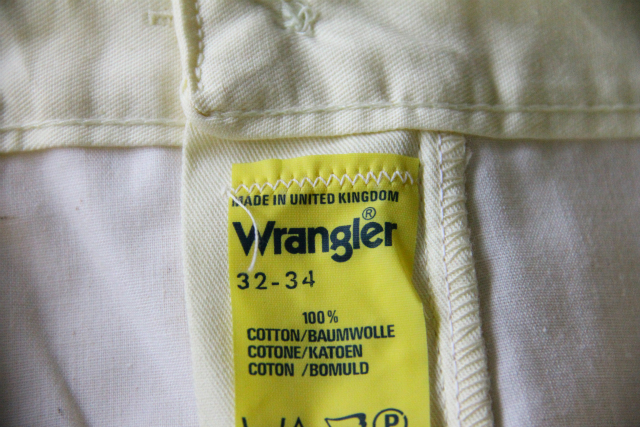 MADE IN UNITED KINGDOM
Wrangler®
32-34
100%
COTTON/BAUMWOLLE
COTONE/KATOEN
COTON /BOMULD
P